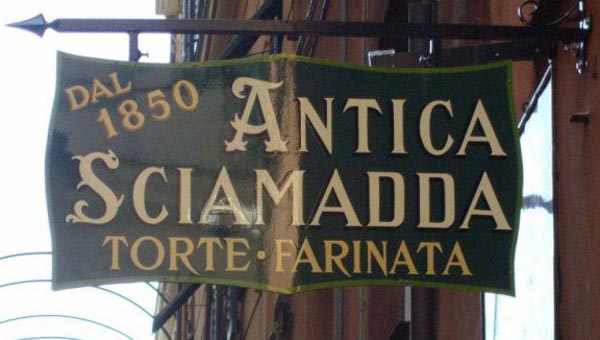 DAL
1850
ANTICA
SCIAMADDA
TORTE · FARINATA